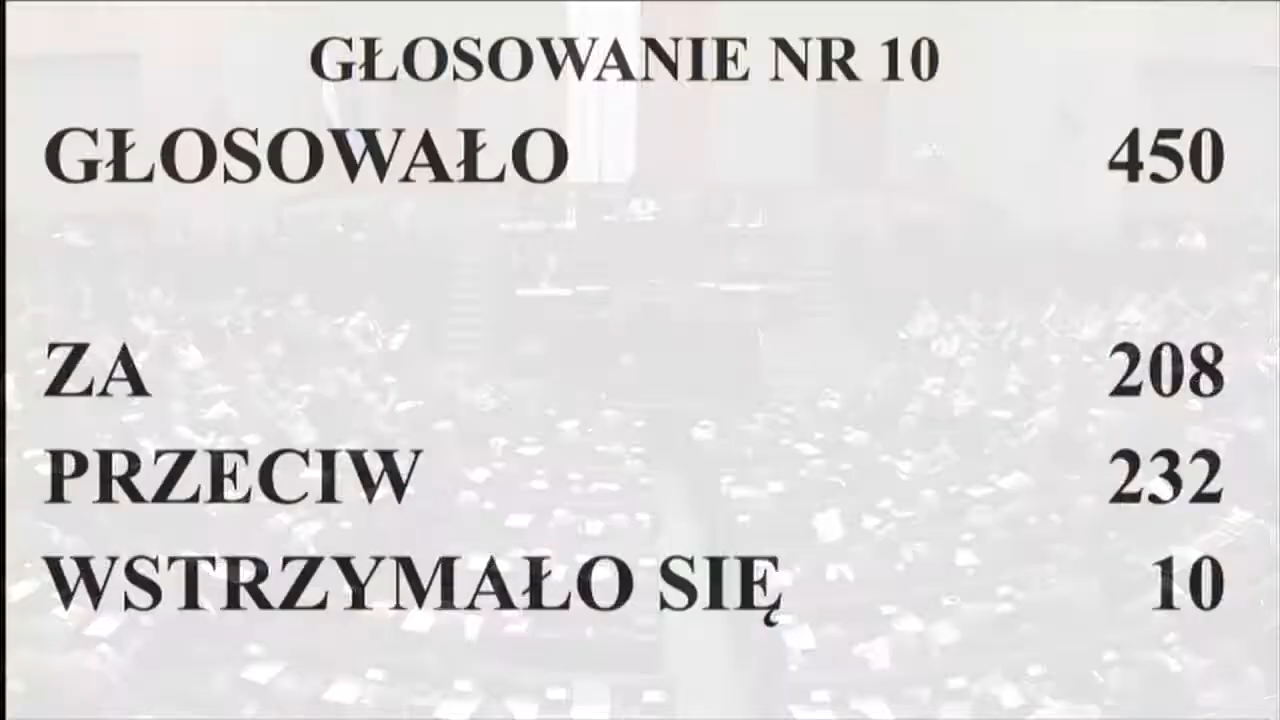 GŁOSOWANIE NR 10
GŁOSOWAŁO 450
ZA 208
PRZECIW 232
WSTRZYMAŁO SIĘ 10